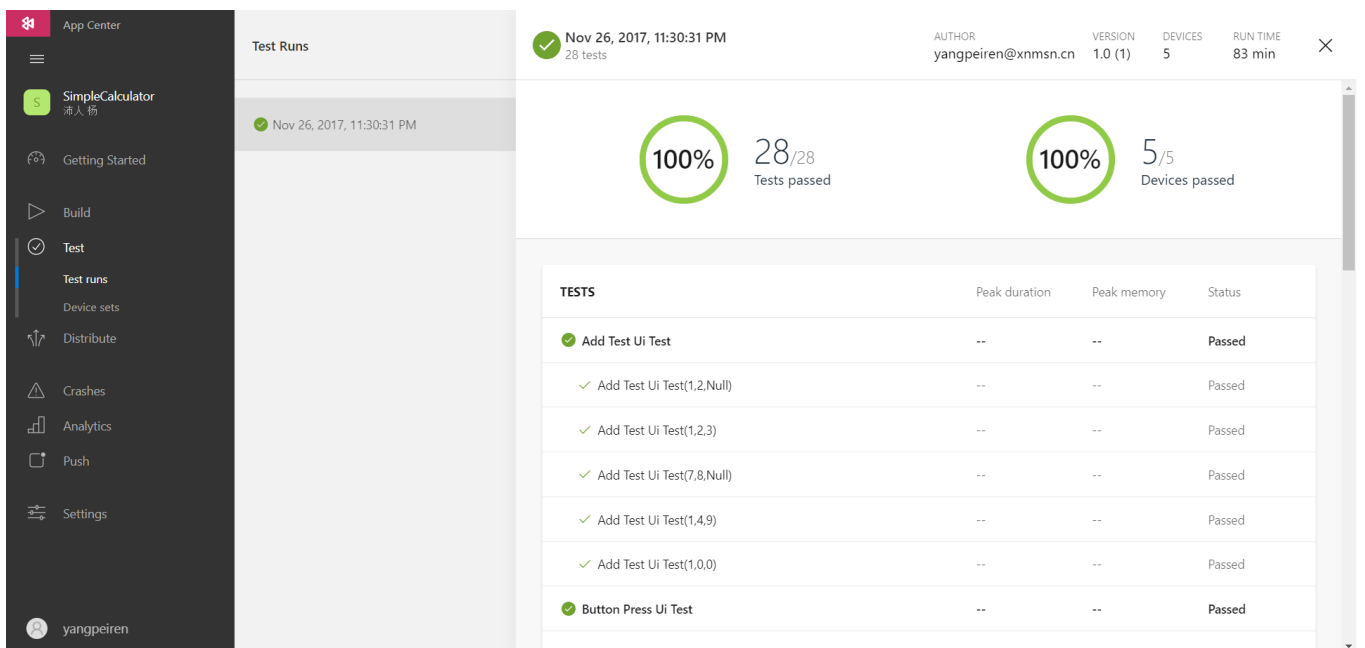 App Center
SimpleCalculator
沛人 杨
Getting Started
Build
Test
Test runs
Device sets
Distribute
Crashes
Analytics
Push
Settings
yangpeiren
Test Runs
Nov 26, 2017, 11:30:31 PM
Nov 26, 2017, 11:30:31 PM
28 tests
AUTHOR
yangpeiren@xnmsn.cn
VERSION
1.0 (1)
DEVICES
5
RUN TIME
83 min
100%
28/28
Tests passed
100%
5/5
Devices passed
TESTS Peak duration Peak memory Status
Add Test Ui Test -- -- Passed
Add Test Ui Test(1,2,Null) -- -- Passed
Add Test Ui Test(1,2,3) -- -- Passed
Add Test Ui Test(7,8,Null) -- -- Passed
Add Test Ui Test(1,4,9) -- -- Passed
Add Test Ui Test(1,0,0) -- -- Passed
Button Press Ui Test -- -- Passed